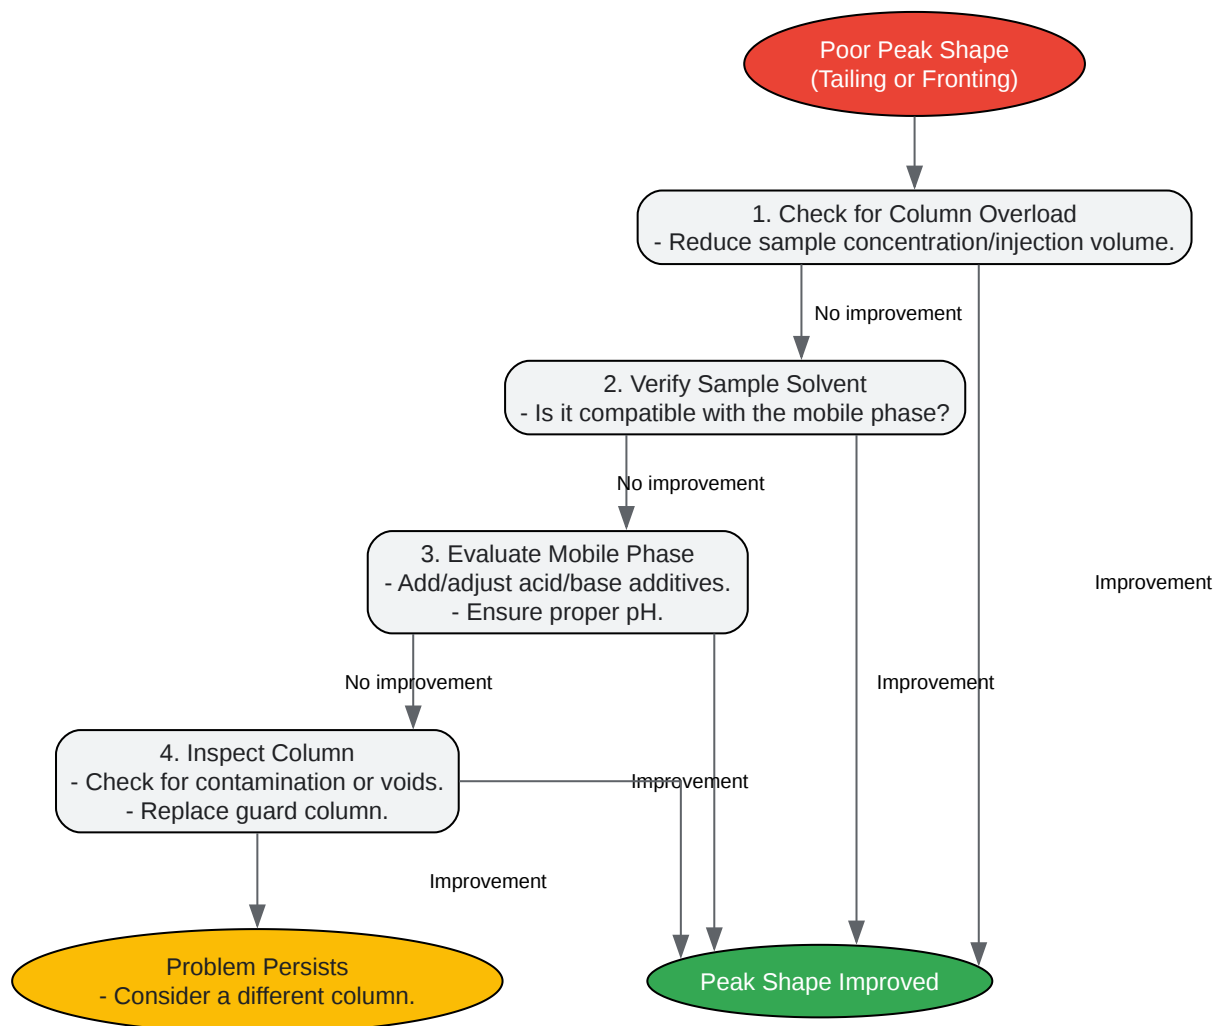 Poor Peak Shape
(Tailing or Fronting)
1. Check for Column Overload
- Reduce sample concentration/injection volume.
No improvement
2. Verify Sample Solvent
- Is it compatible with the mobile phase?
No improvement
3. Evaluate Mobile Phase
- Add/adjust acid/base additives.
- Ensure proper pH.
Improvement
No improvement
Improvement
4. Inspect Column
- Check for contamination or voids.
- Replace guard column.
Improvement
Improvement
Problem Persists
- Consider a different column.
Peak Shape Improved